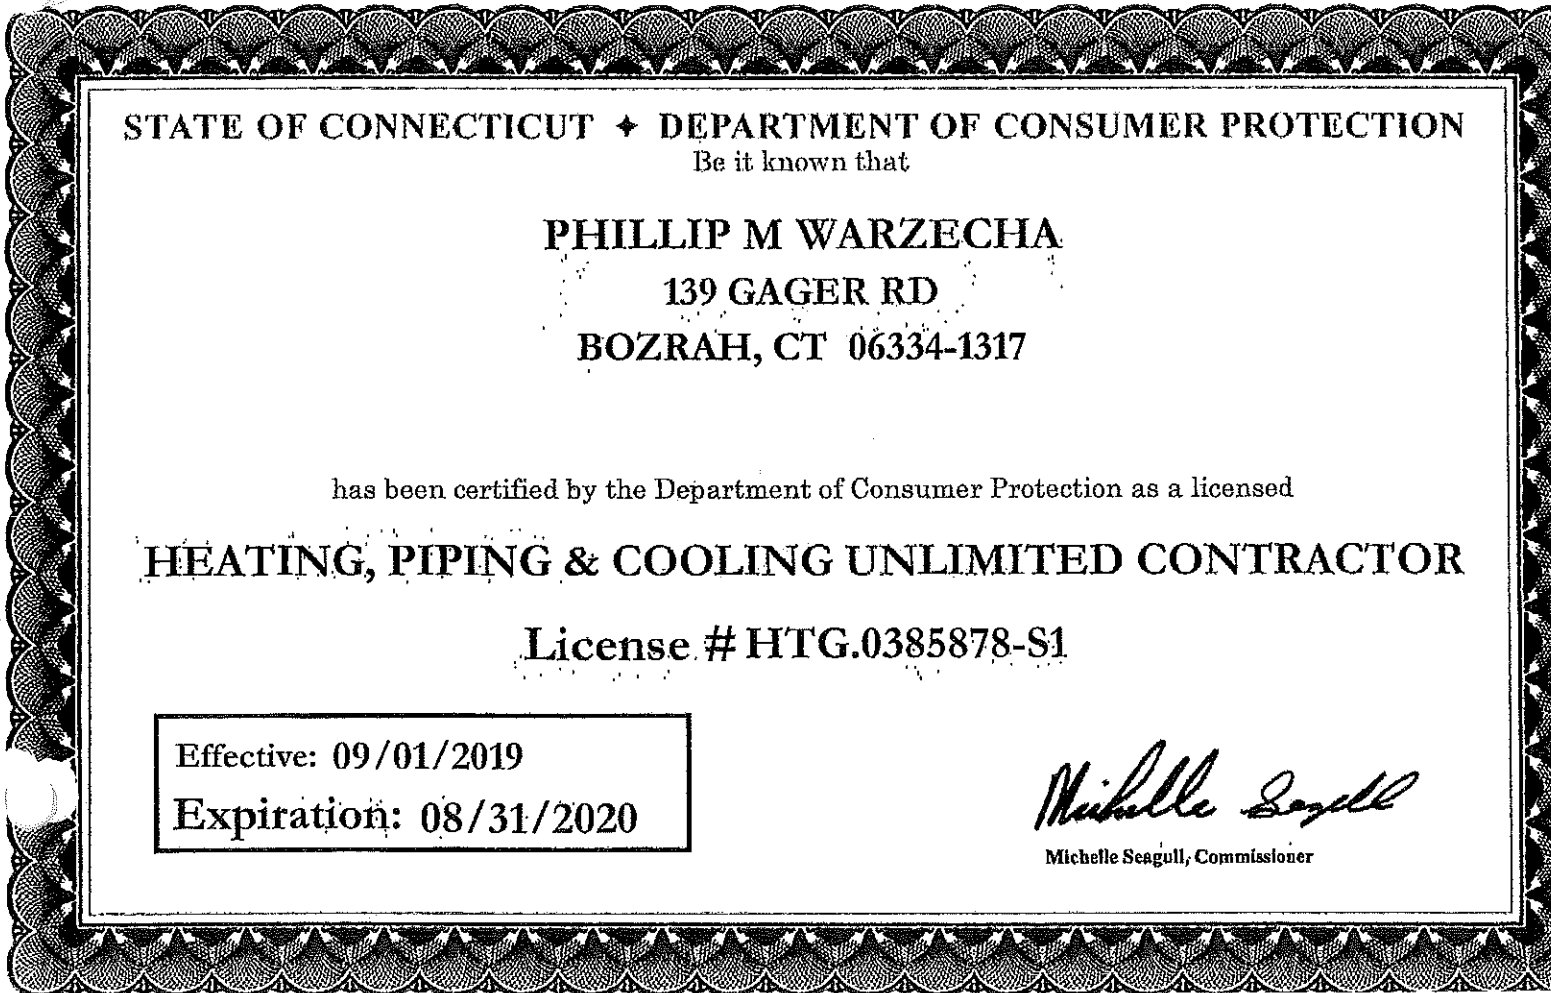 STATE OF CONNECTICUT ✦ DEPARTMENT OF CONSUMER PROTECTION
Be it known that
PHILLIP M WARZECHA
139 GAGER RD
BOZRAH, CT 06334-1317
has been certified by the Department of Consumer Protection as a licensed
HEATING, PIPING & COOLING UNLIMITED CONTRACTOR
License # HTG.0385878-S1
Effective: 09/01/2019
Expiration: 08/31/2020
Michelle Seagull
Michelle Seagull, Commissioner